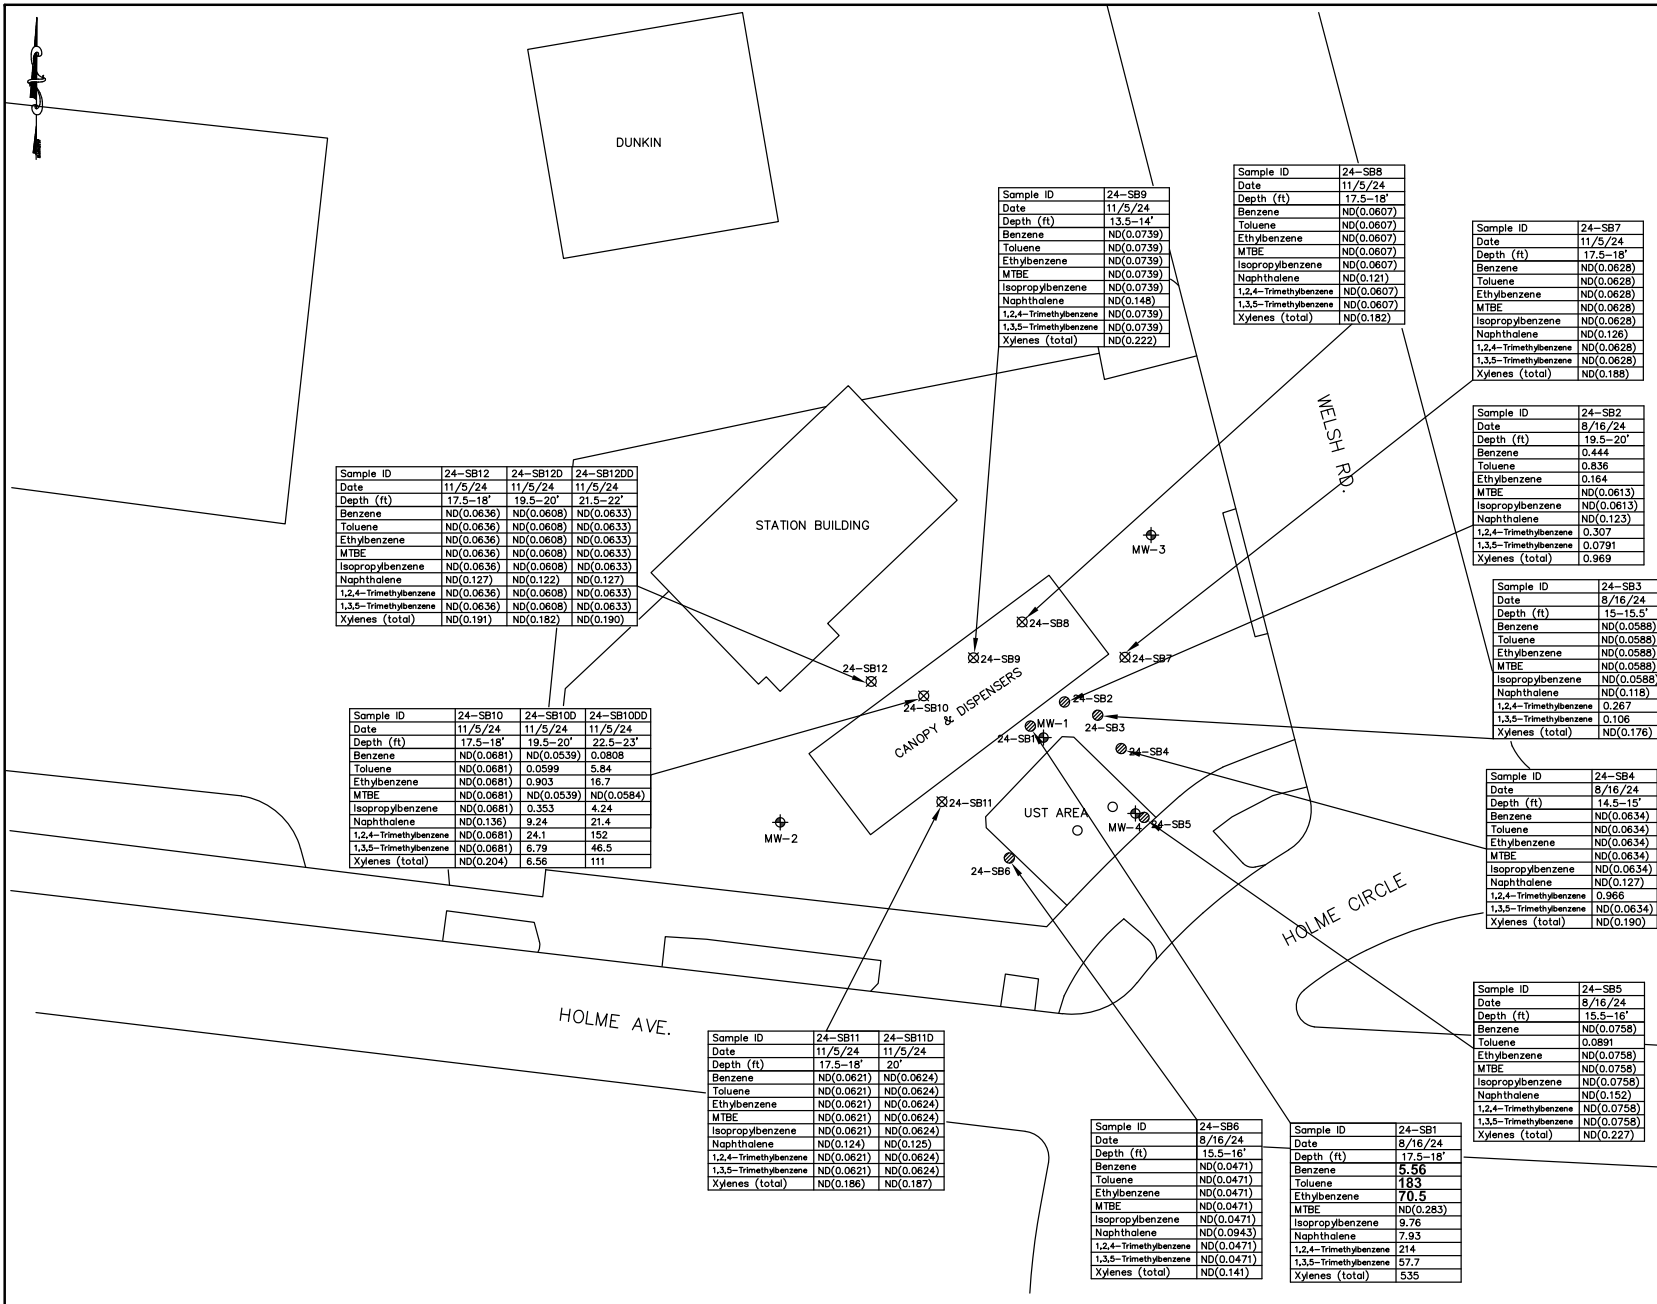 DUNKIN
Sample ID 24-SB9
Date 11/5/24
Depth (ft) 13.5-14'
Benzene ND(0.0739)
Toluene ND(0.0739)
Ethylbenzene ND(0.0739)
MTBE ND(0.0739)
Isopropylbenzene ND(0.0739)
Naphthalene ND(0.148)
1,2,4-Trimethylbenzene ND(0.0739)
1,3,5-Trimethylbenzene ND(0.0739)
Xylenes (total) ND(0.222)
Sample ID 24-SB8
Date 11/5/24
Depth (ft) 17.5-18'
Benzene ND(0.0607)
Toluene ND(0.0607)
Ethylbenzene ND(0.0607)
MTBE ND(0.0607)
Isopropylbenzene ND(0.0607)
Naphthalene ND(0.121)
1,2,4-Trimethylbenzene ND(0.0607)
1,3,5-Trimethylbenzene ND(0.0607)
Xylenes (total) ND(0.182)
Sample ID 24-SB7
Date 11/5/24
Depth (ft) 17.5-18'
Benzene ND(0.0628)
Toluene ND(0.0628)
Ethylbenzene ND(0.0628)
MTBE ND(0.0628)
Isopropylbenzene ND(0.0628)
Naphthalene ND(0.126)
1,2,4-Trimethylbenzene ND(0.0628)
1,3,5-Trimethylbenzene ND(0.0628)
Xylenes (total) ND(0.188)
WELSH RD.
Sample ID 24-SB2
Date 8/16/24
Depth (ft) 19.5-20'
Benzene 0.444
Toluene 0.836
Ethylbenzene 0.164
MTBE ND(0.0613)
Isopropylbenzene ND(0.0613)
Naphthalene ND(0.123)
1,2,4-Trimethylbenzene 0.307
1,3,5-Trimethylbenzene 0.0791
Xylenes (total) 0.969
Sample ID 24-SB12 24-SB12D 24-SB12DD
Date 11/5/24 11/5/24 11/5/24
Depth (ft) 17.5-18' 19.5-20' 21.5-22'
Benzene ND(0.0636) ND(0.0608) ND(0.0633)
Toluene ND(0.0636) ND(0.0608) ND(0.0633)
Ethylbenzene ND(0.0636) ND(0.0608) ND(0.0633)
MTBE ND(0.0636) ND(0.0608) ND(0.0633)
Isopropylbenzene ND(0.0636) ND(0.0608) ND(0.0633)
Naphthalene ND(0.127) ND(0.122) ND(0.127)
1,2,4-Trimethylbenzene ND(0.0636) ND(0.0608) ND(0.0633)
1,3,5-Trimethylbenzene ND(0.0636) ND(0.0608) ND(0.0633)
Xylenes (total) ND(0.191) ND(0.182) ND(0.190)
STATION BUILDING
MW-3
Sample ID 24-SB3
Date 8/16/24
Depth (ft) 15-15.5'
Benzene ND(0.0588)
Toluene ND(0.0588)
Ethylbenzene ND(0.0588)
MTBE ND(0.0588)
Isopropylbenzene ND(0.0588)
Naphthalene ND(0.118)
1,2,4-Trimethylbenzene 0.267
1,3,5-Trimethylbenzene 0.106
Xylenes (total) ND(0.176)
24-SB8
24-SB9
24-SB7
24-SB12
24-SB10
CANOPY & DISPENSERS
24-SB2
MW-1
24-SB3
24-SB1
24-SB4
Sample ID 24-SB10 24-SB10D 24-SB10DD
Date 11/5/24 11/5/24 11/5/24
Depth (ft) 17.5-18' 19.5-20' 22.5-23'
Benzene ND(0.0681) ND(0.0539) 0.0808
Toluene ND(0.0681) 0.0599 5.84
Ethylbenzene ND(0.0681) 0.903 16.7
MTBE ND(0.0681) ND(0.0539) ND(0.0584)
Isopropylbenzene ND(0.0681) 0.353 4.24
Naphthalene ND(0.136) 9.24 21.4
1,2,4-Trimethylbenzene ND(0.0681) 24.1 152
1,3,5-Trimethylbenzene ND(0.0681) 6.79 46.5
Xylenes (total) ND(0.204) 6.56 111
24-SB11
UST AREA
MW-4
24-SB5
MW-2
24-SB6
Sample ID 24-SB4
Date 8/16/24
Depth (ft) 14.5-15'
Benzene ND(0.0634)
Toluene ND(0.0634)
Ethylbenzene ND(0.0634)
MTBE ND(0.0634)
Isopropylbenzene ND(0.0634)
Naphthalene ND(0.127)
1,2,4-Trimethylbenzene 0.966
1,3,5-Trimethylbenzene ND(0.0634)
Xylenes (total) ND(0.190)
HOLME CIRCLE
HOLME AVE.
Sample ID 24-SB5
Date 8/16/24
Depth (ft) 15.5-16'
Benzene ND(0.0758)
Toluene 0.0891
Ethylbenzene ND(0.0758)
MTBE ND(0.0758)
Isopropylbenzene ND(0.0758)
Naphthalene ND(0.152)
1,2,4-Trimethylbenzene ND(0.0758)
1,3,5-Trimethylbenzene ND(0.0758)
Xylenes (total) ND(0.227)
Sample ID 24-SB11 24-SB11D
Date 11/5/24 11/5/24
Depth (ft) 17.5-18' 20'
Benzene ND(0.0621) ND(0.0624)
Toluene ND(0.0621) ND(0.0624)
Ethylbenzene ND(0.0621) ND(0.0624)
MTBE ND(0.0621) ND(0.0624)
Isopropylbenzene ND(0.0621) ND(0.0624)
Naphthalene ND(0.124) ND(0.125)
1,2,4-Trimethylbenzene ND(0.0621) ND(0.0624)
1,3,5-Trimethylbenzene ND(0.0621) ND(0.0624)
Xylenes (total) ND(0.186) ND(0.187)
Sample ID 24-SB6
Date 8/16/24
Depth (ft) 15.5-16'
Benzene ND(0.0471)
Toluene ND(0.0471)
Ethylbenzene ND(0.0471)
MTBE ND(0.0471)
Isopropylbenzene ND(0.0471)
Naphthalene ND(0.0943)
1,2,4-Trimethylbenzene ND(0.0471)
1,3,5-Trimethylbenzene ND(0.0471)
Xylenes (total) ND(0.141)
Sample ID 24-SB1
Date 8/16/24
Depth (ft) 17.5-18'
Benzene 5.56
Toluene 183
Ethylbenzene 70.5
MTBE ND(0.283)
Isopropylbenzene 9.76
Naphthalene 7.93
1,2,4-Trimethylbenzene 214
1,3,5-Trimethylbenzene 57.7
Xylenes (total) 535